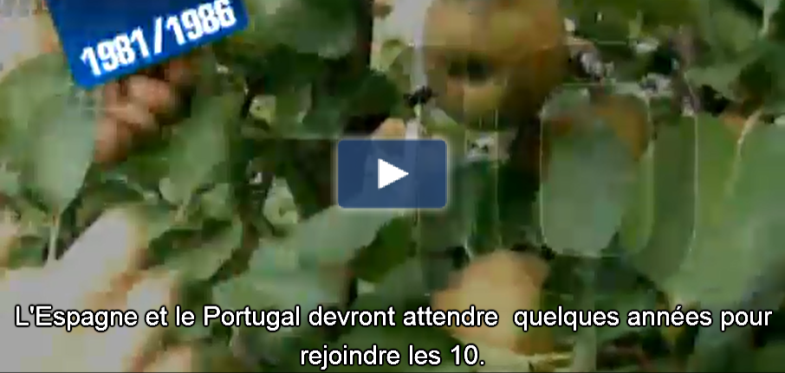 1981/1986
L'Espagne et le Portugal devront attendre  quelques années pour
rejoindre les 10.